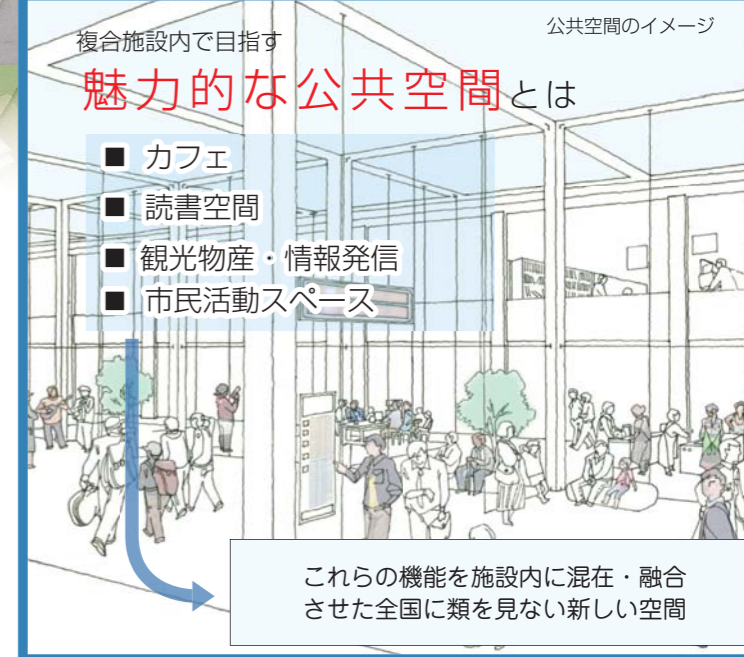 公共空間のイメージ
複合施設内で目指す
魅力的な公共空間とは
■ カフェ
■ 読書空間
■ 観光物産・情報発信
■ 市民活動スペース
これらの機能を施設内に混在・融合
させた全国に類を見ない新しい空間